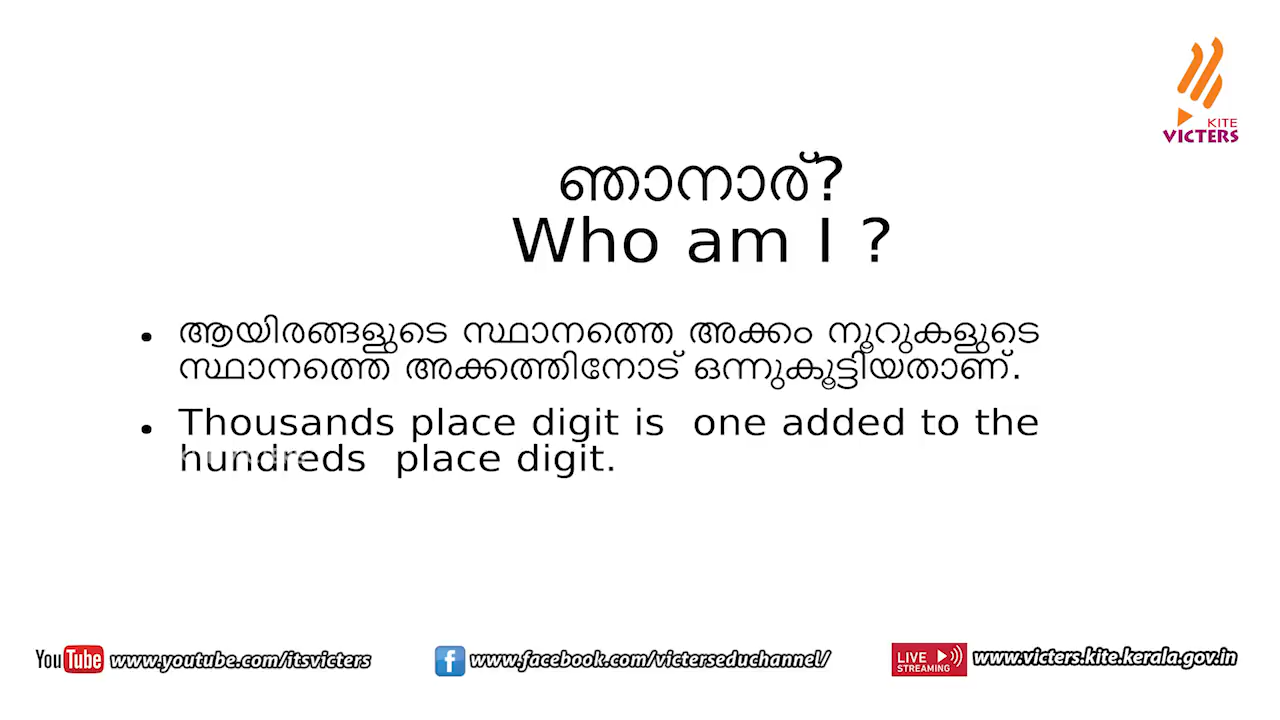 KITE
VICTERS
ഞാനാര്?
Who am I ?
• ആയിരങ്ങളുടെ സ്ഥാനത്തെ അക്കം നൂറുകളുടെ
സ്ഥാനത്തെ അക്കത്തിനോട് ഒന്നുകൂട്ടിയതാണ്.
• Thousands place digit is one added to the
hundreds place digit.
YouTube www.youtube.com/itsvicters
f www.facebook.com/victerseduchannel/
LIVE STREAMING www.victers.kite.kerala.gov.in